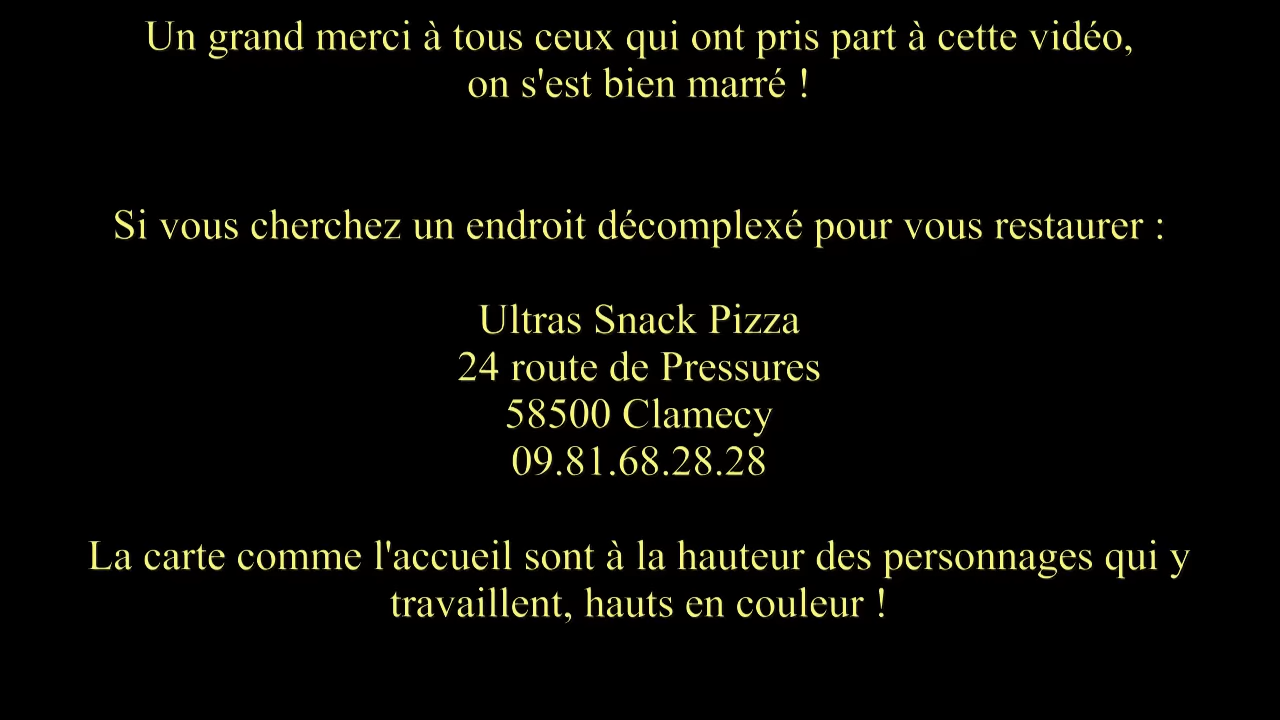 Un grand merci à tous ceux qui ont pris part à cette vidéo,
on s'est bien marré !
Si vous cherchez un endroit décomplexé pour vous restaurer :
Ultras Snack Pizza
24 route de Pressures
58500 Clamecy
09.81.68.28.28
La carte comme l'accueil sont à la hauteur des personnages qui y
travaillent, hauts en couleur !